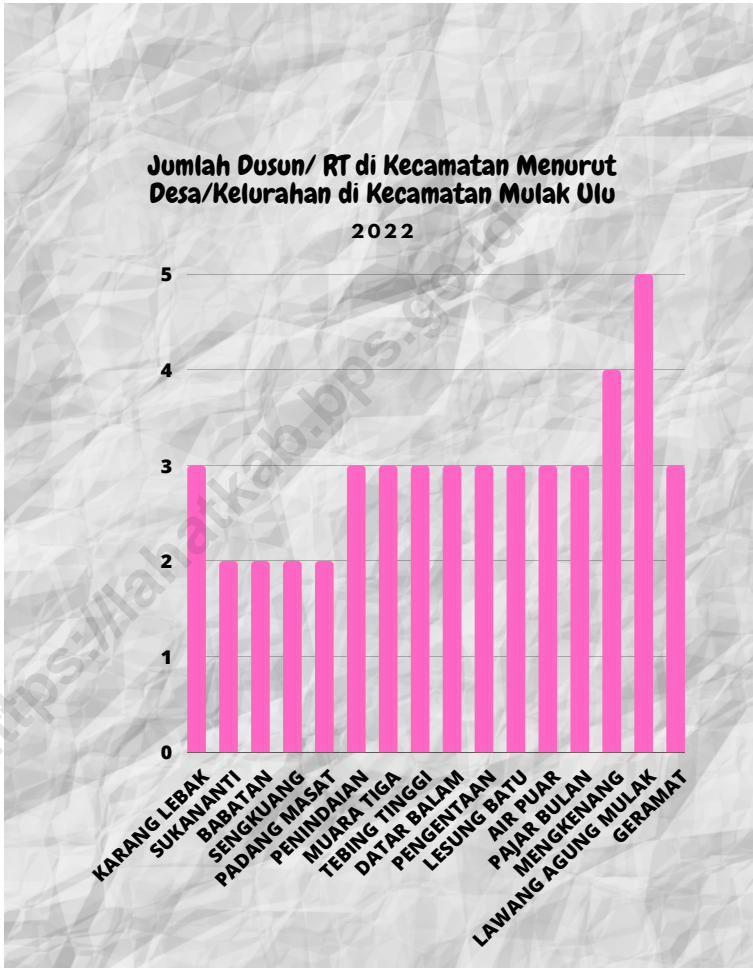 Jumlah Dusun/ RT di Kecamatan Menurut
Desa/Kelurahan di Kecamatan Mulak Ulu
2022
5
4
3
2
1
0
KARANG LEBAK
SUKANANTI
BABATAN
SENGKUANG
PADANG MASAT
PENINDAIAN
MUARA TIGA
TEBING TINGGI
DATAR BALAM
PENGENTAAN
LESUNG BATU
AIR PUAR
PAJAR BULAN
MENGKENANG
LAWANG AGUNG MULAK
GERAMAT
https://lahatkab.bps.go.id